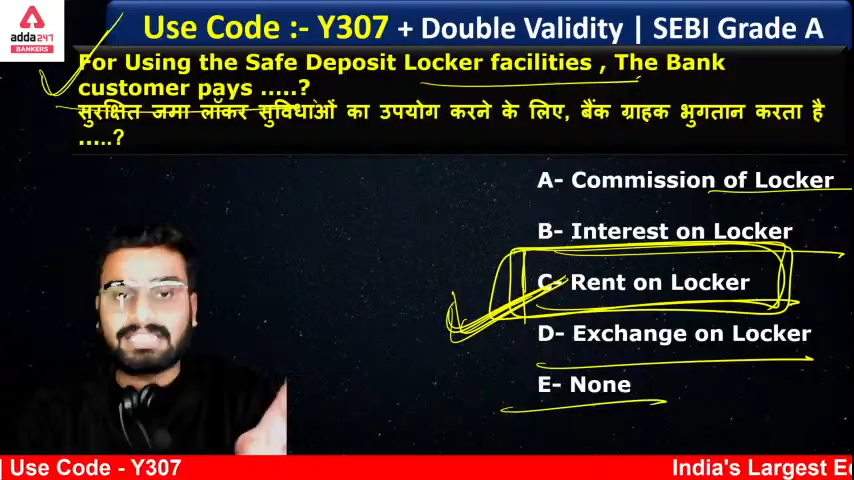 adda247
BANKERS
Use Code :- Y307 + Double Validity | SEBI Grade A
For Using the Safe Deposit Locker facilities , The Bank
customer pays .....?
सुरक्षित जमा लॉकर सुविधाओं का उपयोग करने के लिए, बैंक ग्राहक भुगतान करता है
.....?
A- Commission of Locker
B- Interest on Locker
C- Rent on Locker
D- Exchange on Locker
E- None
Use Code - Y307
India's Largest